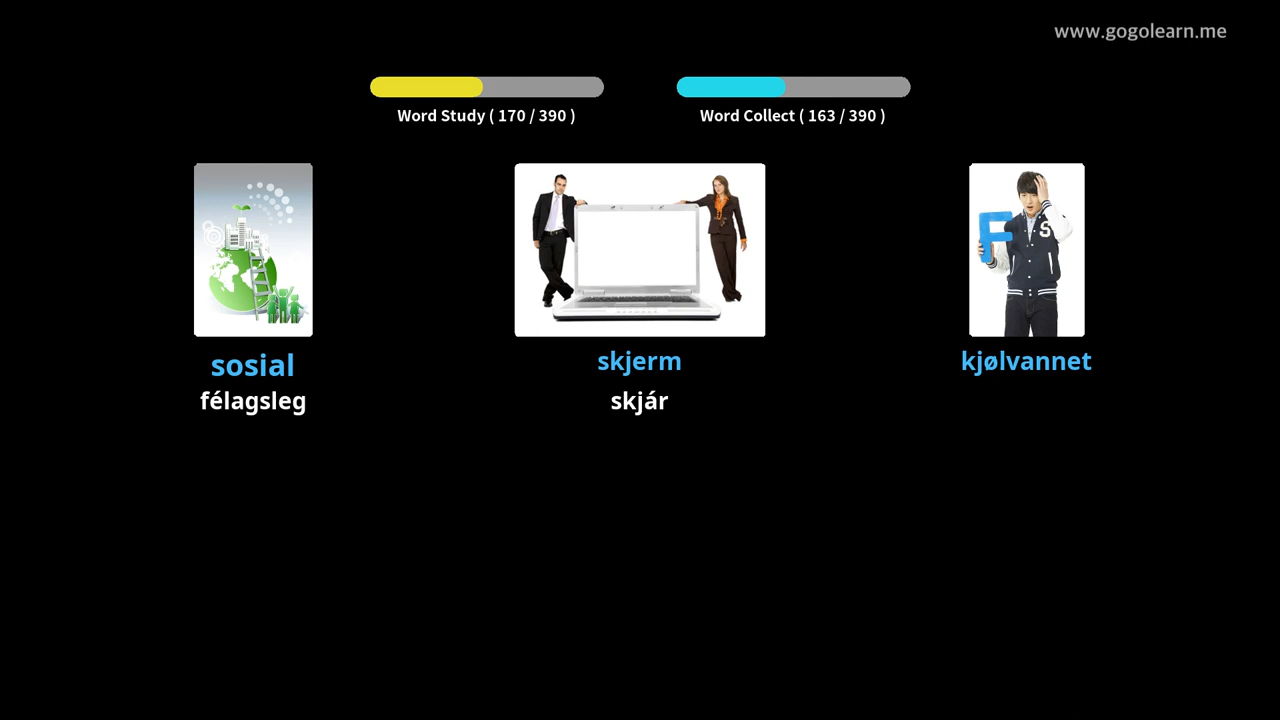 www.gogolearn.me
Word Study ( 170 / 390 )
Word Collect ( 163 / 390 )
F
S
sosial
skjerm
kjølvannet
félagsleg
skjár